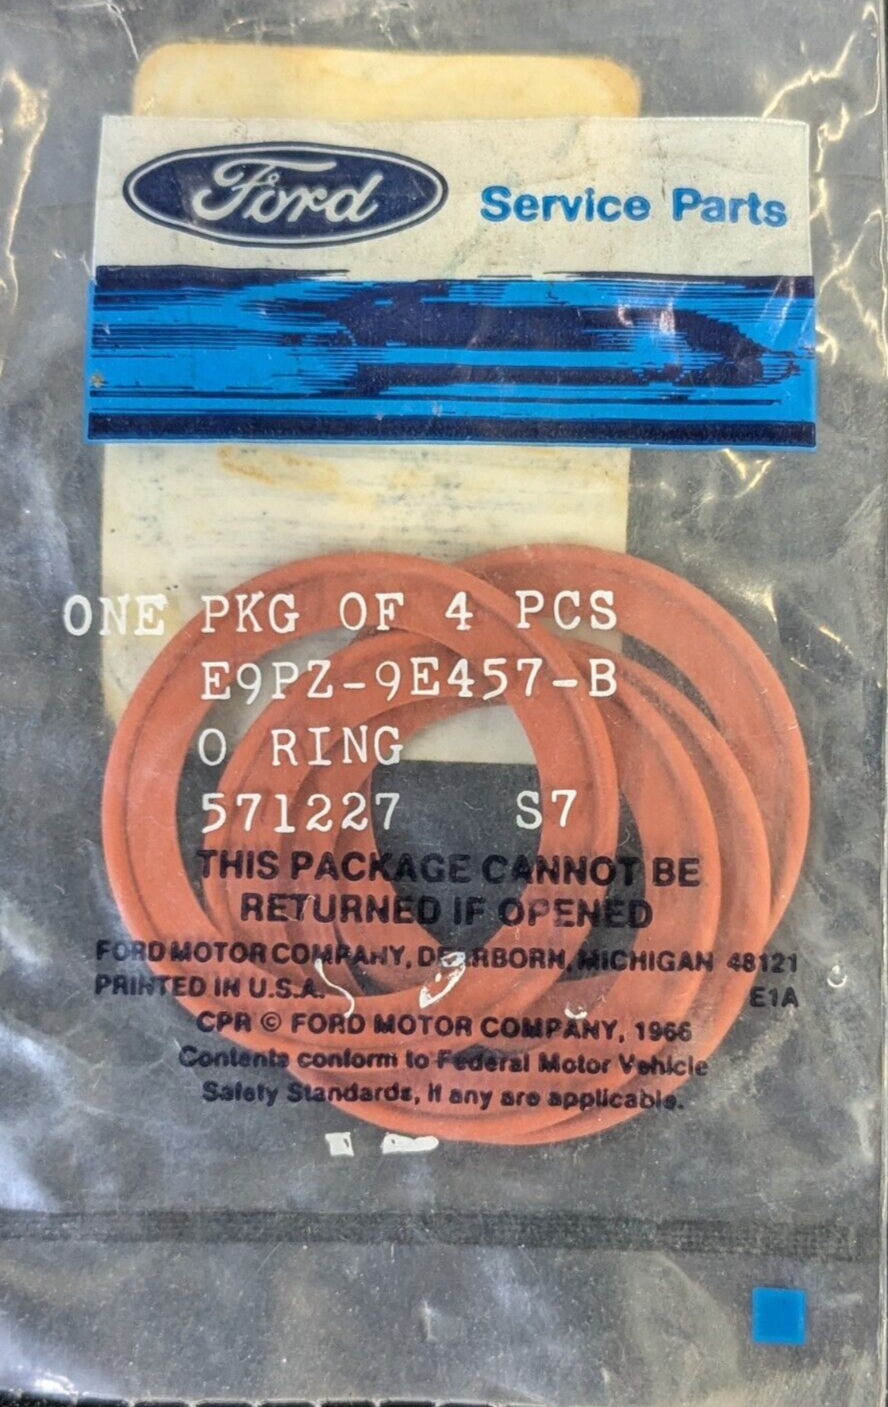 Ford
Service Parts
ONE PKG OF 4 PCS
E9PZ-9E457-B
O RING
571227 S7
THIS PACKAGE CANNOT BE
RETURNED IF OPENED
FORD MOTOR COMPANY, DEARBORN, MICHIGAN 48121
PRINTED IN U.S.A. E1A
CPR © FORD MOTOR COMPANY, 1966
Contents conform to Federal Motor Vehicle
Safety Standards, if any are applicable.